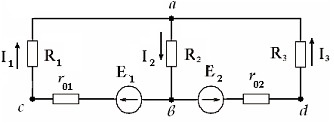 a
I₁ R₁ I₂ R₂ R₃ I₃
r₀₁ E₁ E₂ r₀₂
c в d